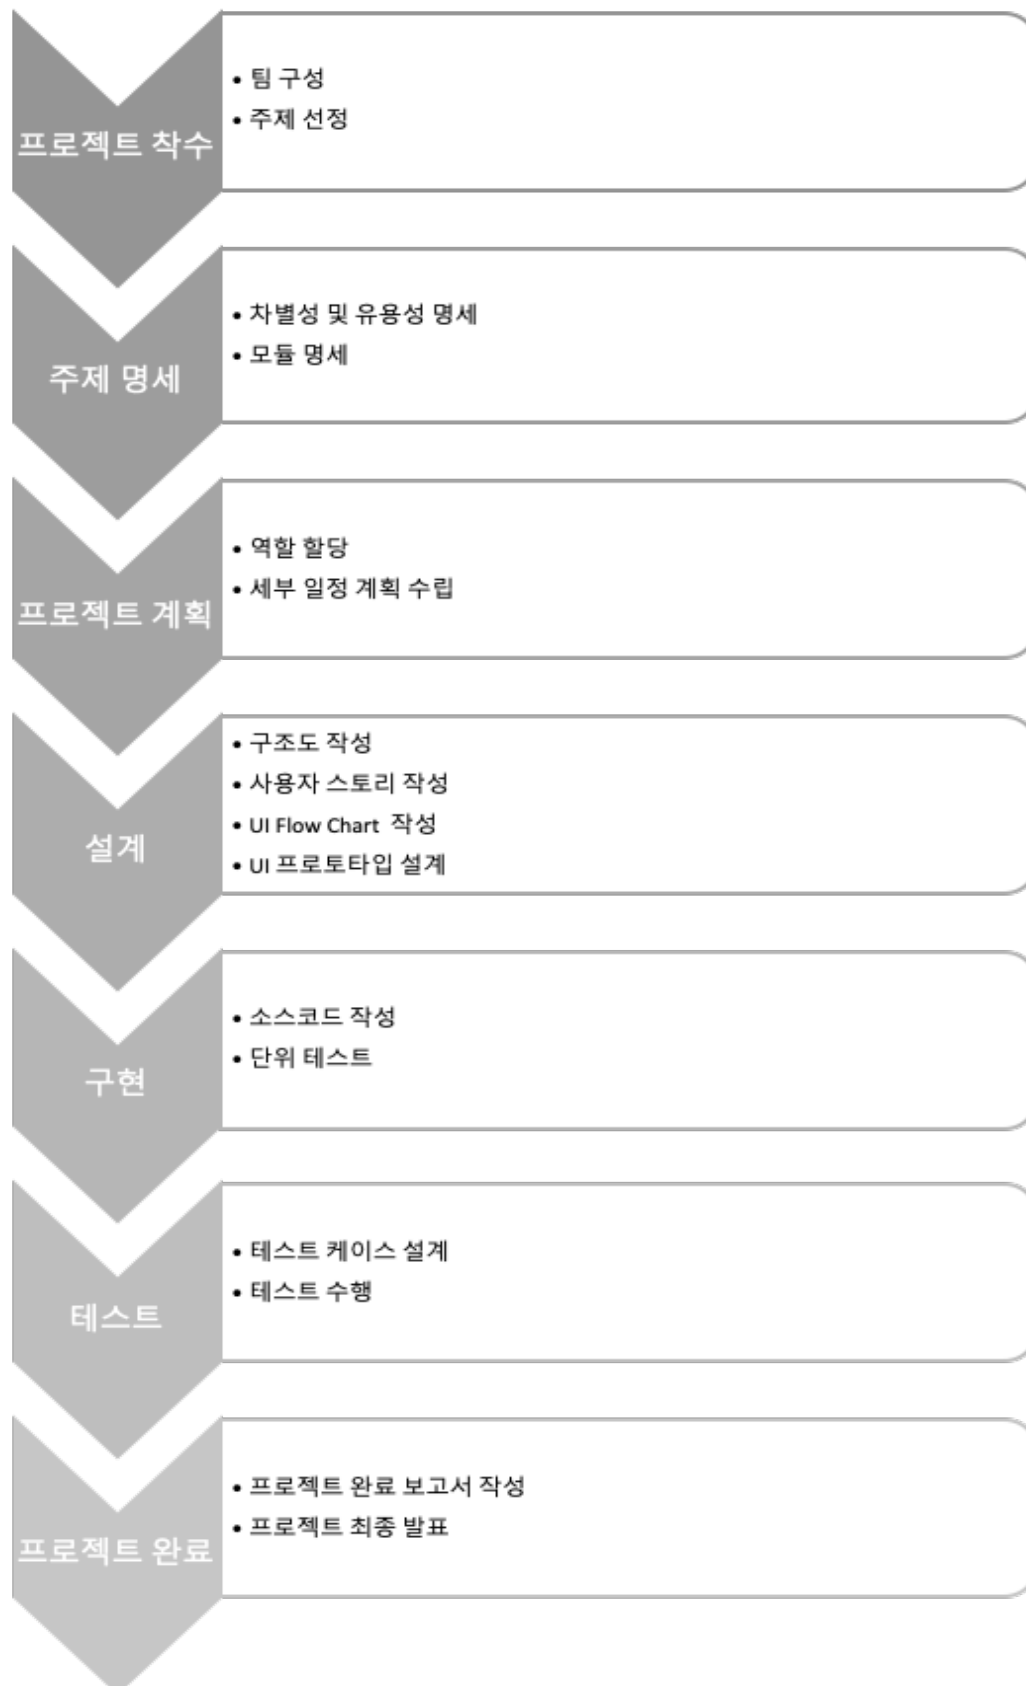 프로젝트 착수
• 팀 구성
• 주제 선정
주제 명세
• 차별성 및 유용성 명세
• 모듈 명세
프로젝트 계획
• 역할 할당
• 세부 일정 계획 수립
설계
• 구조도 작성
• 사용자 스토리 작성
• UI Flow Chart 작성
• UI 프로토타입 설계
구현
• 소스코드 작성
• 단위 테스트
테스트
• 테스트 케이스 설계
• 테스트 수행
프로젝트 완료
• 프로젝트 완료 보고서 작성
• 프로젝트 최종 발표